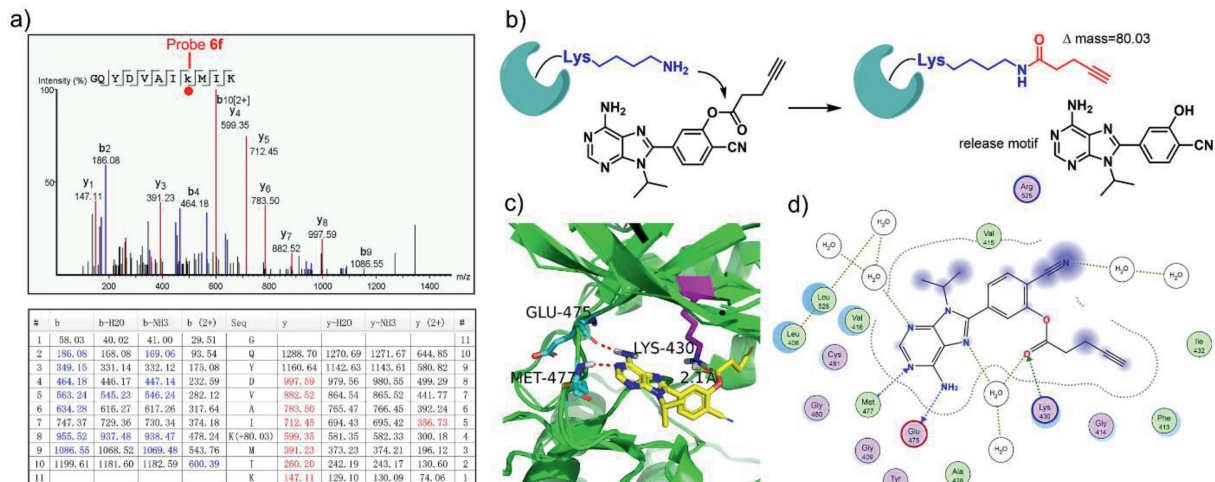 a)
Probe 6f
Intensity (%)
G Q Y D V A I k M I K
100
50
b10[2+]
y4
599.35
y5
712.45
b2
186.08
y1
147.11
y3
391.23
b4
464.18
y6
783.50
y7
882.52
y8
997.59
b9
1086.55
200 400 600 800 1000 1200 1400 m/z
# b b-H2O b-NH3 b (2+) Seq y y-H2O y-NH3 y (2+) #
1 58.03 40.02 41.00 29.51 G 11
2 186.08 168.08 169.06 93.54 Q 1288.70 1270.69 1271.67 644.85 10
3 349.15 331.14 332.12 175.08 Y 1160.64 1142.63 1143.61 580.82 9
4 464.18 446.17 447.14 232.59 D 997.59 979.56 980.55 499.29 8
5 563.24 545.23 546.24 282.12 V 882.52 864.54 865.52 441.77 7
6 634.28 616.27 617.26 317.64 A 783.50 765.47 766.45 392.24 6
7 747.37 729.36 730.34 374.18 I 712.45 694.43 695.42 356.73 5
8 955.52 937.48 938.47 478.24 K(+80.03) 599.35 581.35 582.33 300.18 4
9 1086.55 1068.52 1069.48 543.76 M 391.23 373.23 374.21 196.12 3
10 1199.61 1181.60 1182.59 600.39 I 260.20 242.19 243.17 130.60 2
11 K 147.11 129.10 130.09 74.06 1
b)
Lys
NH2
NH2
N
N
N
N
O
O
CN
Lys
N
H
O
Δ mass=80.03
release motif
NH2
N
N
N
N
OH
CN
c)
GLU-475
LYS-430
MET-477
2.1Å
d)
Arg
525
H2O
H2O
H2O
Val
415
H2O
H2O
Leu
526
Val
416
Leu
408
Cys
481
Ile
432
Met
477
NH2
H2O
Lys
430
Gly
480
Glu
475
Gly
414
Phe
413
Gly
409
H2O
Ala
428
Tyr